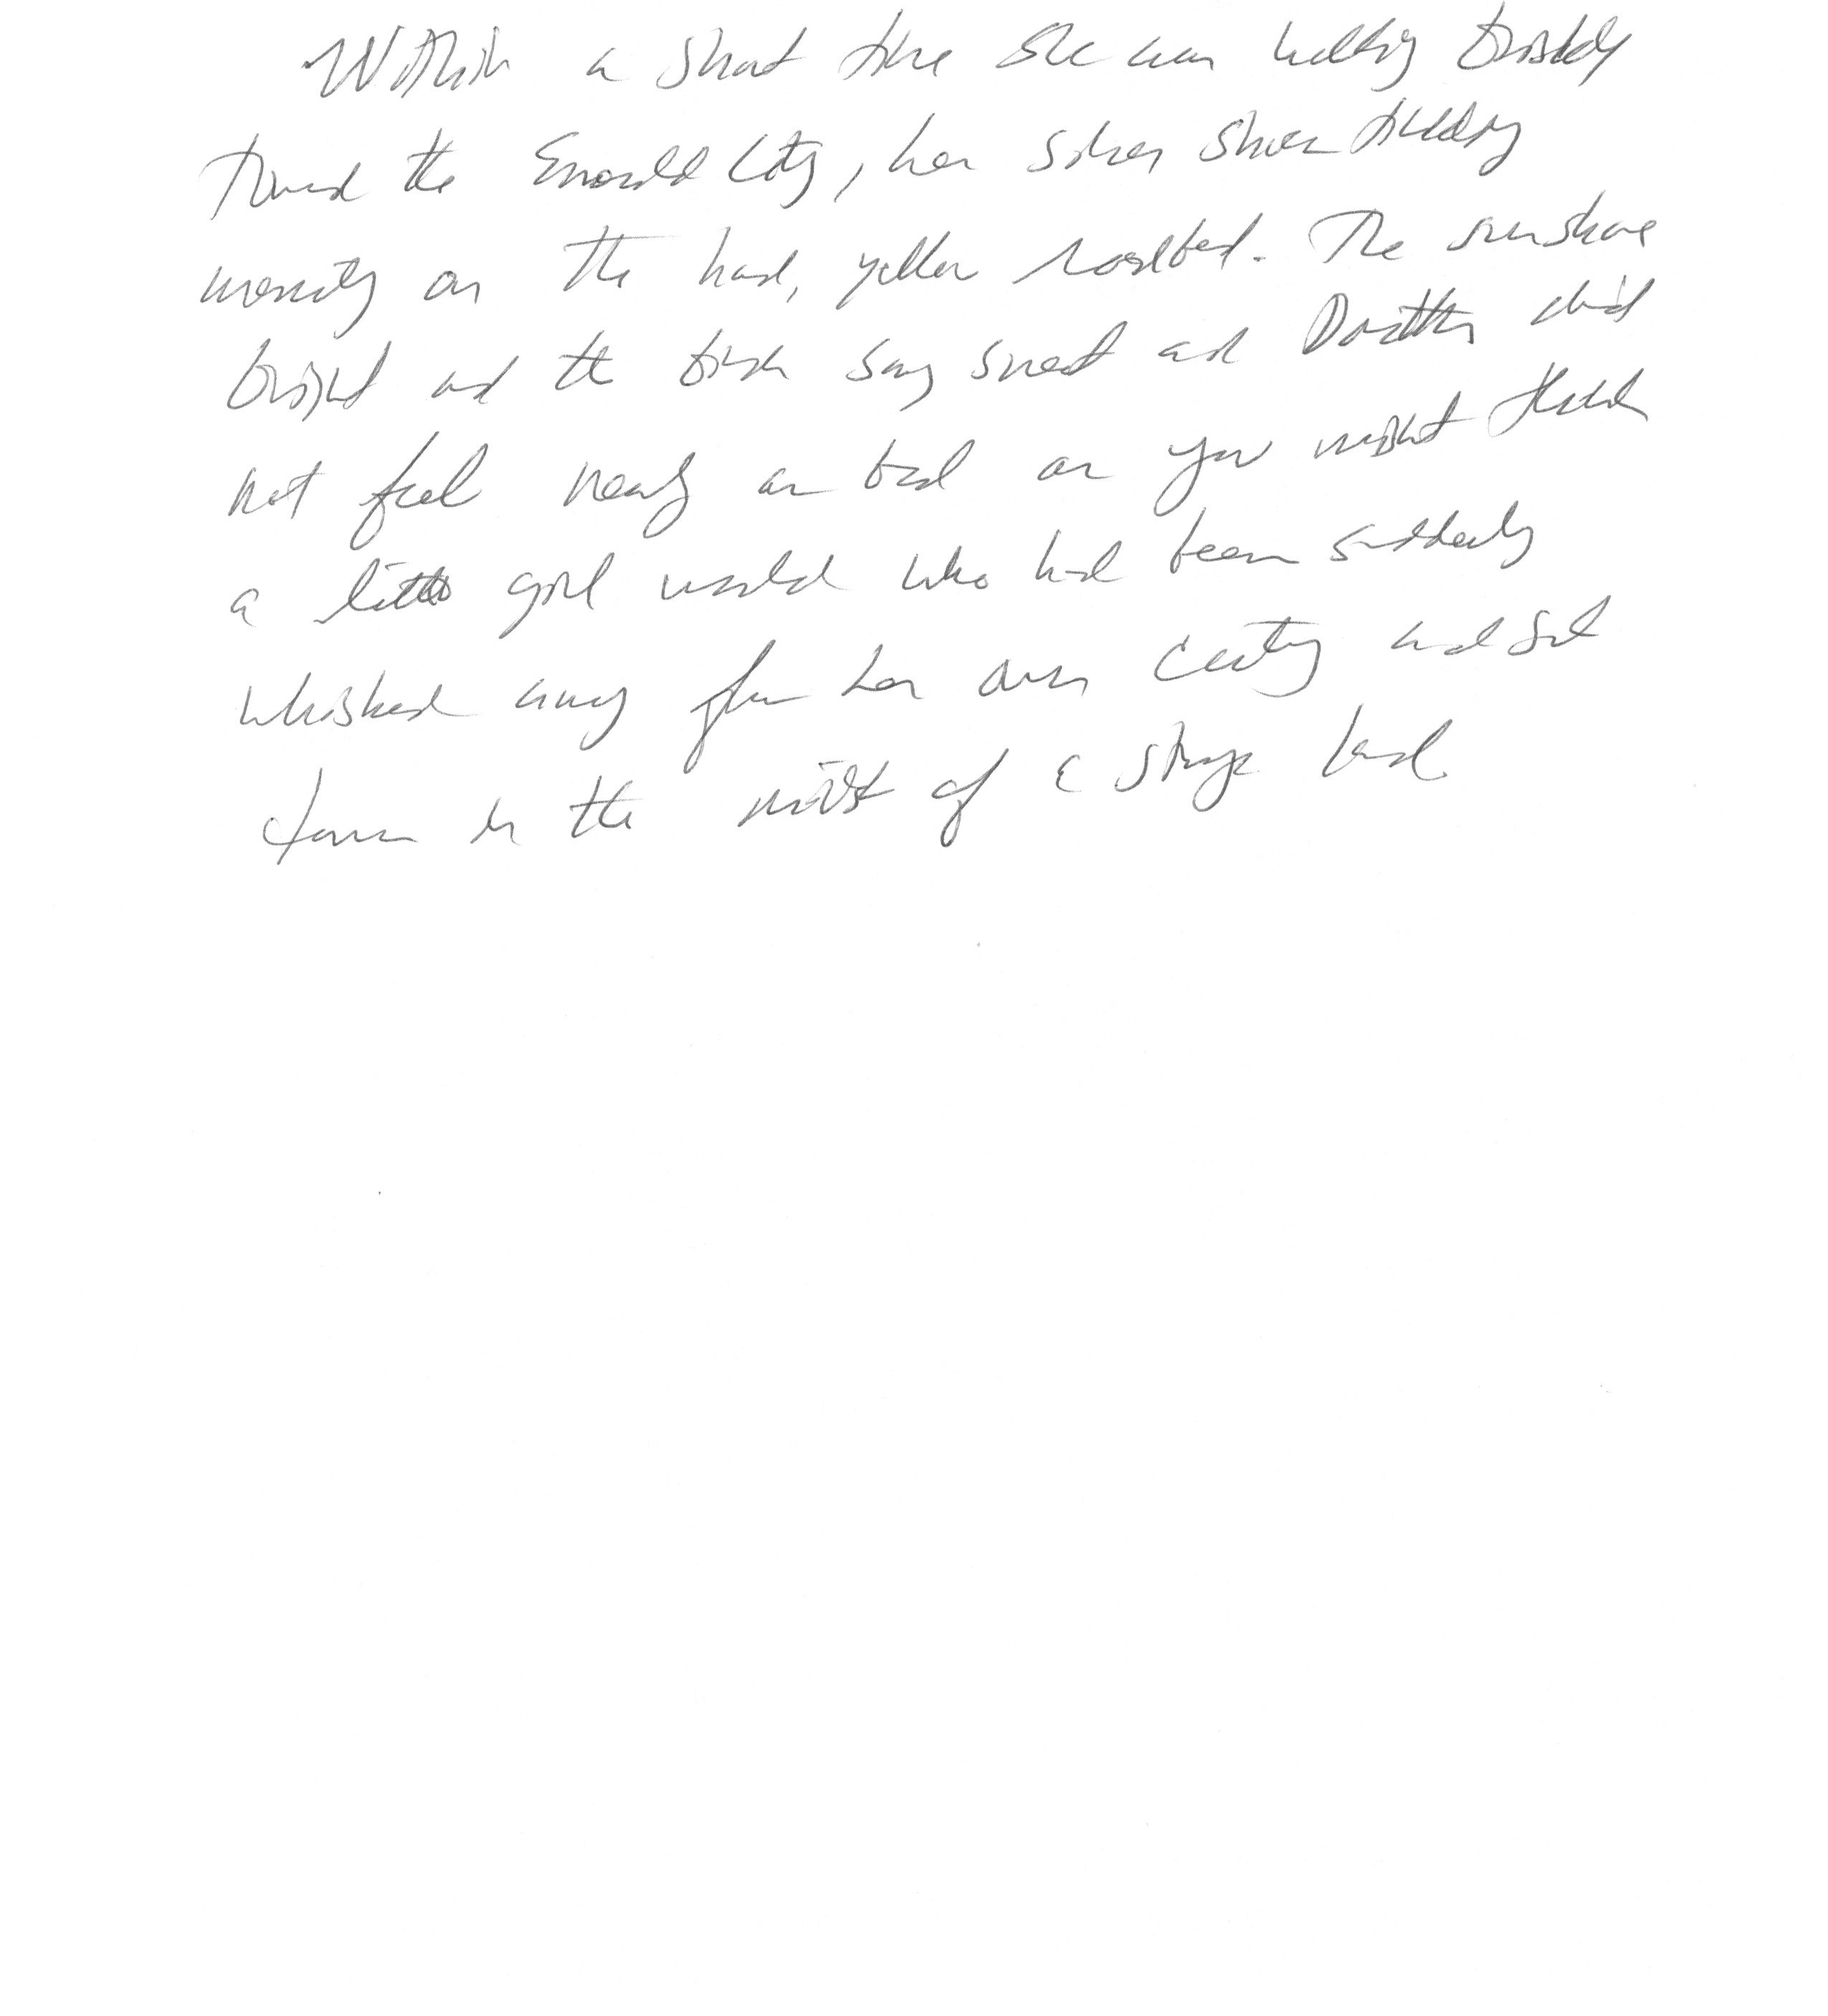 Within a short time she was walking briskly
toward the Emerald City, her silver shoes tinkling
merrily on the hard, yellow roadbed. The sun shone
bright and the birds sang sweet and Dorothy did
not feel nearly as bad as you might think
a little girl would who had been suddenly
whisked away from her own country and set
down in the midst of a strange land